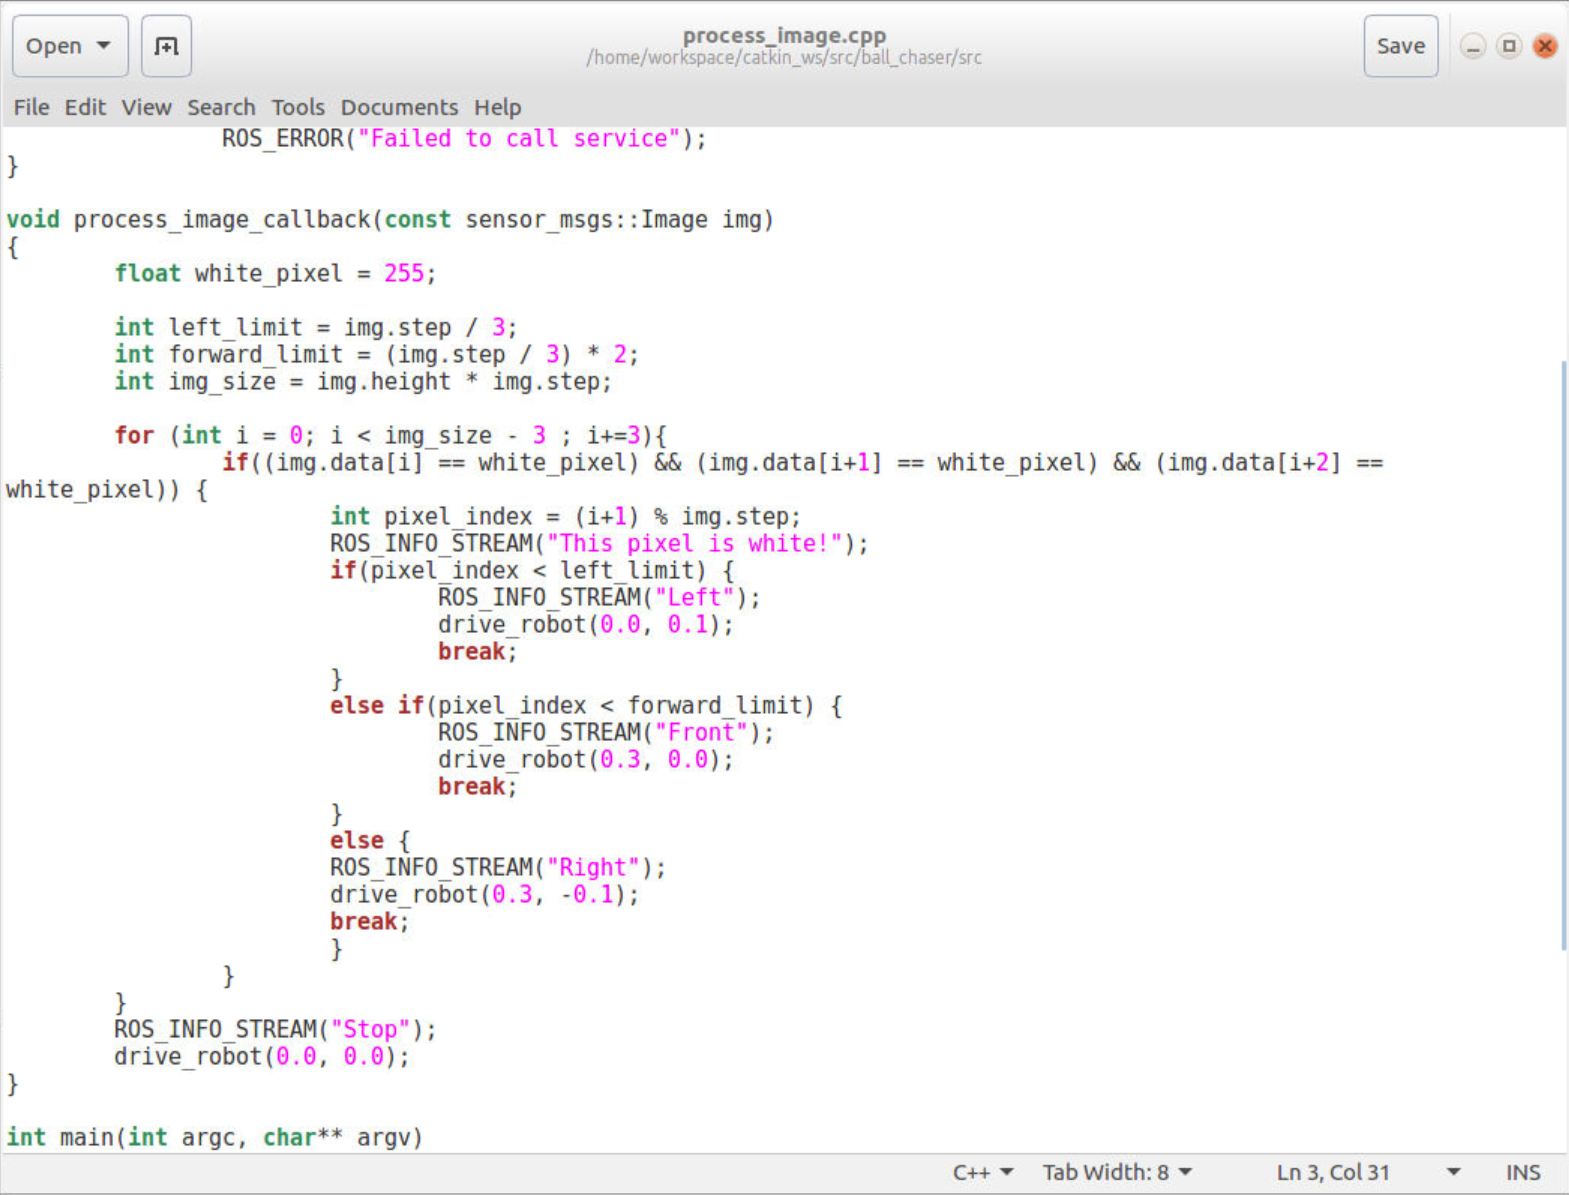 Open
process_image.cpp
/home/workspace/catkin_ws/src/ball_chaser/src
Save
File Edit View Search Tools Documents Help
                ROS_ERROR("Failed to call service");
}

void process_image_callback(const sensor_msgs::Image img)
{
        float white_pixel = 255;

        int left_limit = img.step / 3;
        int forward_limit = (img.step / 3) * 2;
        int img_size = img.height * img.step;

        for (int i = 0; i < img_size - 3 ; i+=3){
                if((img.data[i] == white_pixel) && (img.data[i+1] == white_pixel) && (img.data[i+2] ==
white_pixel)) {
                        int pixel_index = (i+1) % img.step;
                        ROS_INFO_STREAM("This pixel is white!");
                        if(pixel_index < left_limit) {
                                ROS_INFO_STREAM("Left");
                                drive_robot(0.0, 0.1);
                                break;
                        }
                        else if(pixel_index < forward_limit) {
                                ROS_INFO_STREAM("Front");
                                drive_robot(0.3, 0.0);
                                break;
                        }
                        else {
                        ROS_INFO_STREAM("Right");
                        drive_robot(0.3, -0.1);
                        break;
                        }
                }
        }
        ROS_INFO_STREAM("Stop");
        drive_robot(0.0, 0.0);
}

int main(int argc, char** argv)
C++ Tab Width: 8 Ln 3, Col 31 INS